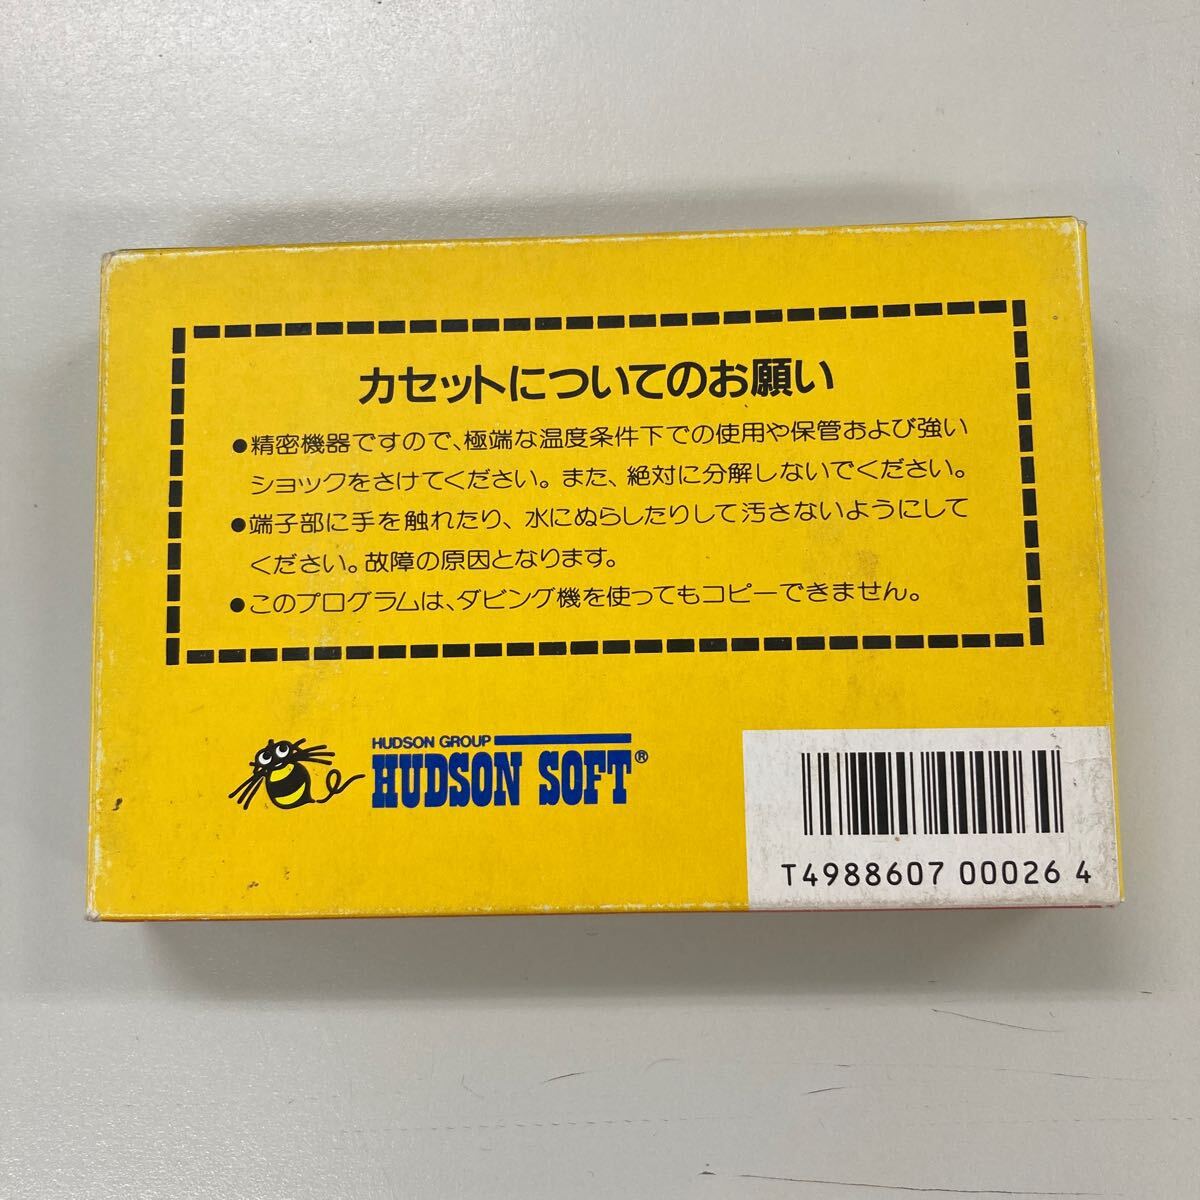 カセットについてのお願い
●精密機器ですので、極端な温度条件下での使用や保管および強い
ショックをさけてください。また、絶対に分解しないでください。
●端子部に手を触れたり、水にぬらしたりして汚さないようにして
ください。故障の原因となります。
●このプログラムは、ダビング機を使ってもコピーできません。
HUDSON GROUP
HUDSON SOFT®
T4988607 00026 4